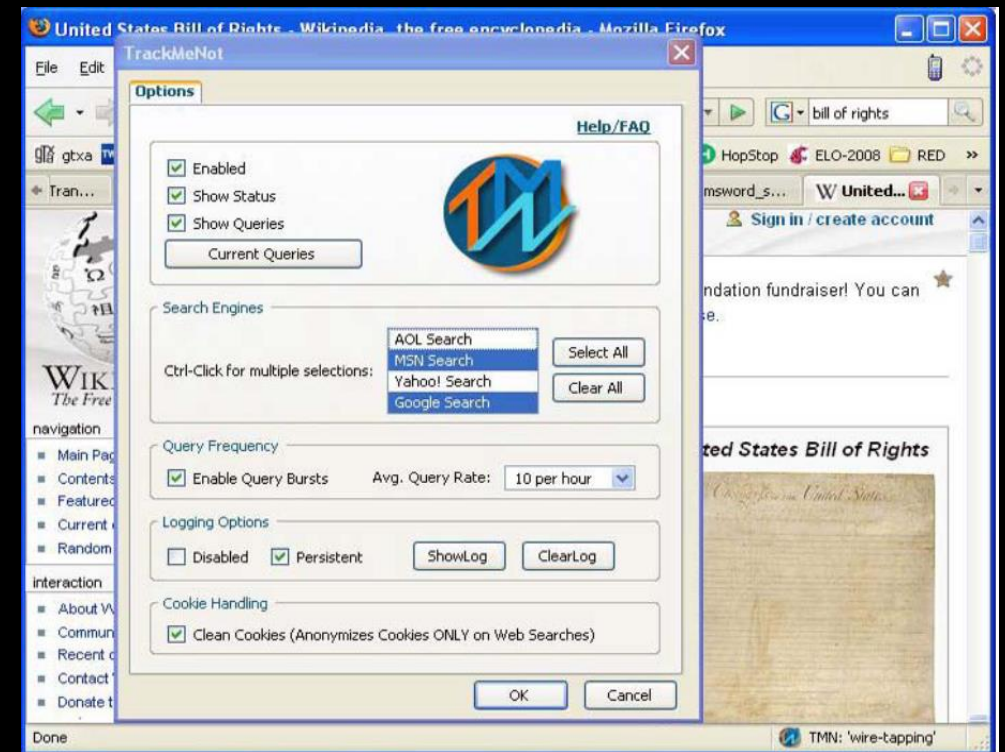 United States Bill of Rights - Wikipedia, the free encyclopedia - Mozilla Firefox
TrackMeNot
File Edit
Options
Help/FAQ
bill of rights
gtxa
HopStop ELO-2008 RED »
Tran...
msword_s... United...
Enabled
Show Status
Show Queries
Current Queries
Sign in / create account
ndation fundraiser! You can
se.
Search Engines
Ctrl-Click for multiple selections:
AOL Search
MSN Search
Yahoo! Search
Google Search
Select All
Clear All
WIK
The Free
navigation
Main Pag
Contents
Featured
Current
Random
interaction
About W
Commun
Recent c
Contact
Donate t
Query Frequency
Enable Query Bursts Avg. Query Rate: 10 per hour
ted States Bill of Rights
Logging Options
Disabled Persistent ShowLog ClearLog
Cookie Handling
Clean Cookies (Anonymizes Cookies ONLY on Web Searches)
OK Cancel
Done
TMN: 'wire-tapping'